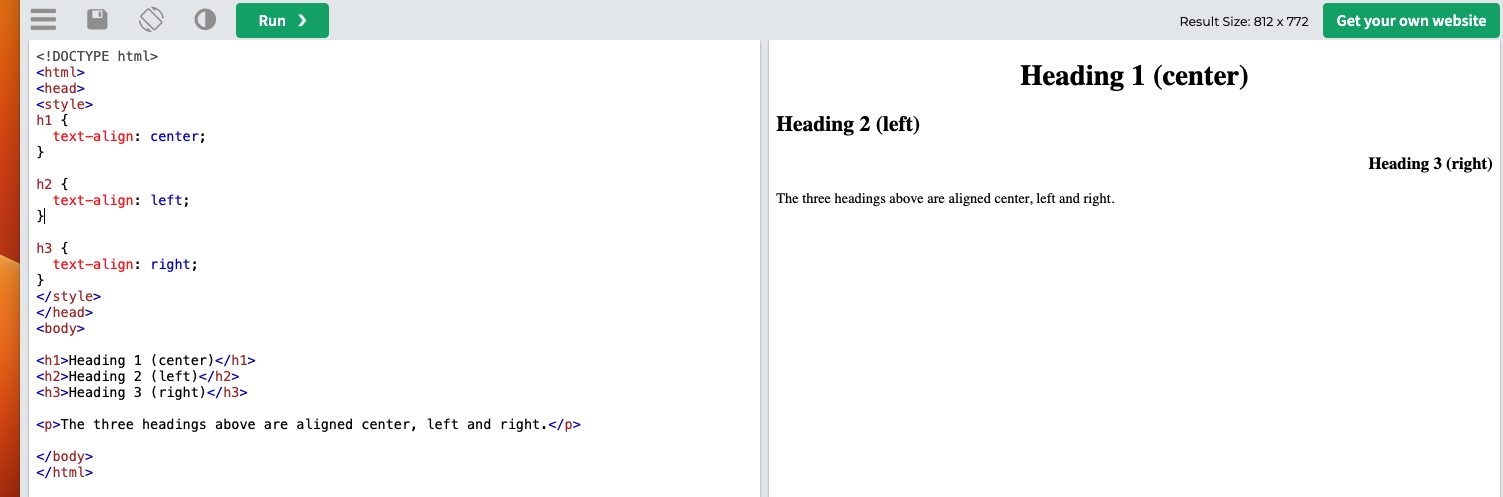 Run ❯
Result Size: 812 x 772
Get your own website
<!DOCTYPE html>
<html>
<head>
<style>
h1 {
  text-align: center;
}

h2 {
  text-align: left;
}

h3 {
  text-align: right;
}
</style>
</head>
<body>

<h1>Heading 1 (center)</h1>
<h2>Heading 2 (left)</h2>
<h3>Heading 3 (right)</h3>

<p>The three headings above are aligned center, left and right.</p>

</body>
</html>
Heading 1 (center)
Heading 2 (left)
Heading 3 (right)
The three headings above are aligned center, left and right.